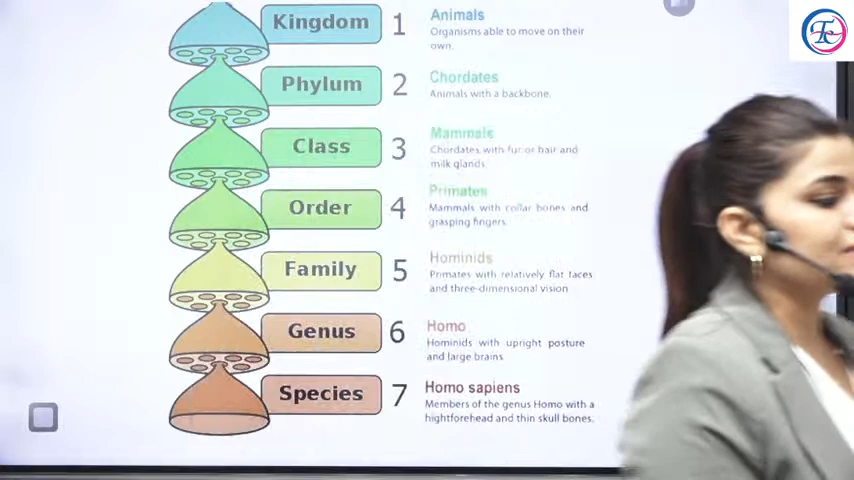 Kingdom 1 Animals
Organisms able to move on their
own.
Phylum 2 Chordates
Animals with a backbone.
Class 3 Mammals
Chordates with fur or hair and
milk glands.
Order 4 Primates
Mammals with collar bones and
grasping fingers.
Family 5 Hominids
Primates with relatively flat faces
and three-dimensional vision
Genus 6 Homo
Hominids with upright posture
and large brains
Species 7 Homo sapiens
Members of the genus Homo with a
hightforehead and thin skull bones.